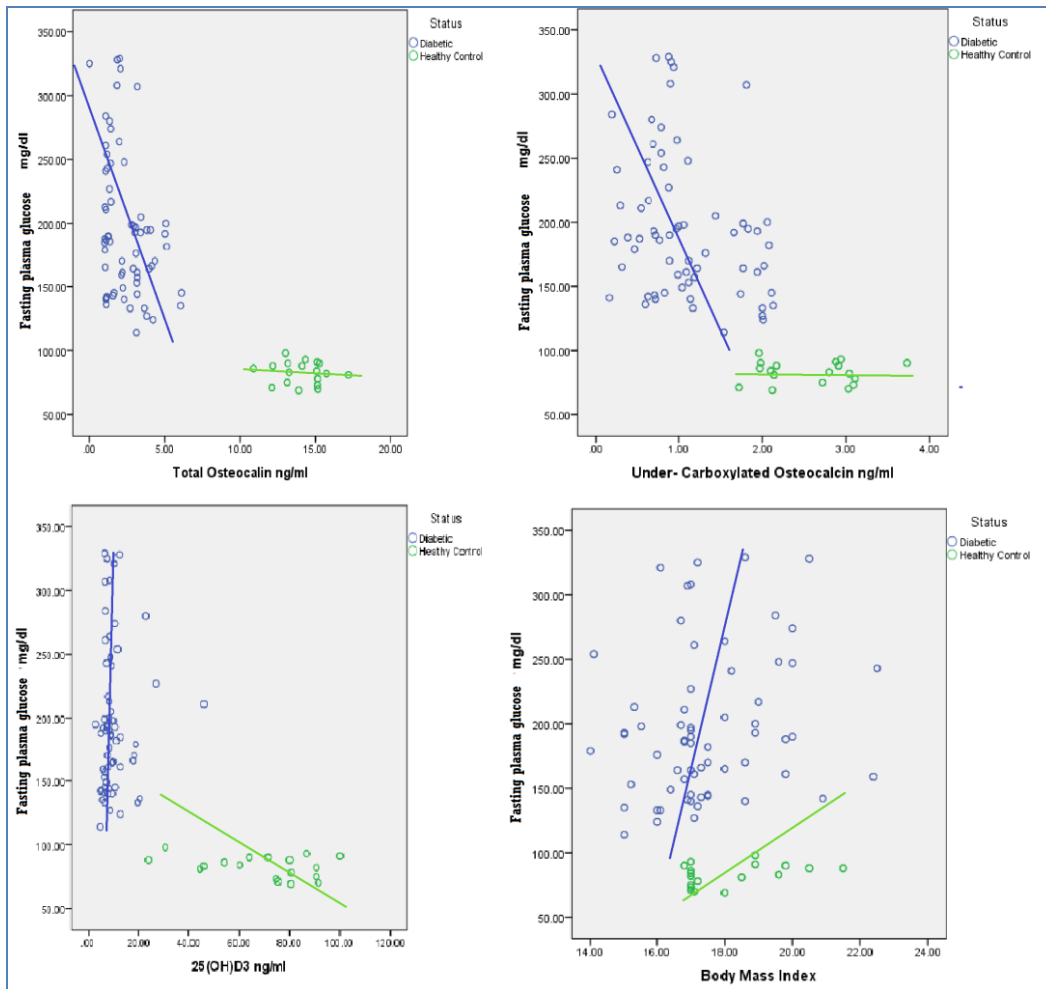 Status
Diabetic
Healthy Control
Fasting plasma glucose mg/dl
350.00
300.00
250.00
200.00
150.00
100.00
50.00
.00 5.00 10.00 15.00 20.00
Total Osteocalin ng/ml
Status
Diabetic
Healthy Control
Fasting plasma glucose mg/dl
350.00
300.00
250.00
200.00
150.00
100.00
50.00
.00 1.00 2.00 3.00 4.00
Under- Carboxylated Osteocalcin ng/ml
Status
Diabetic
Healthy Control
Fasting plasma glucose mg/dl
350.00
300.00
250.00
200.00
150.00
100.00
50.00
.00 20.00 40.00 60.00 80.00 100.00 120.00
25(OH)D3 ng/ml
Status
Diabetic
Healthy Control
Fasting plasma glucose mg/dl
350.00
300.00
250.00
200.00
150.00
100.00
50.00
14.00 16.00 18.00 20.00 22.00 24.00
Body Mass Index